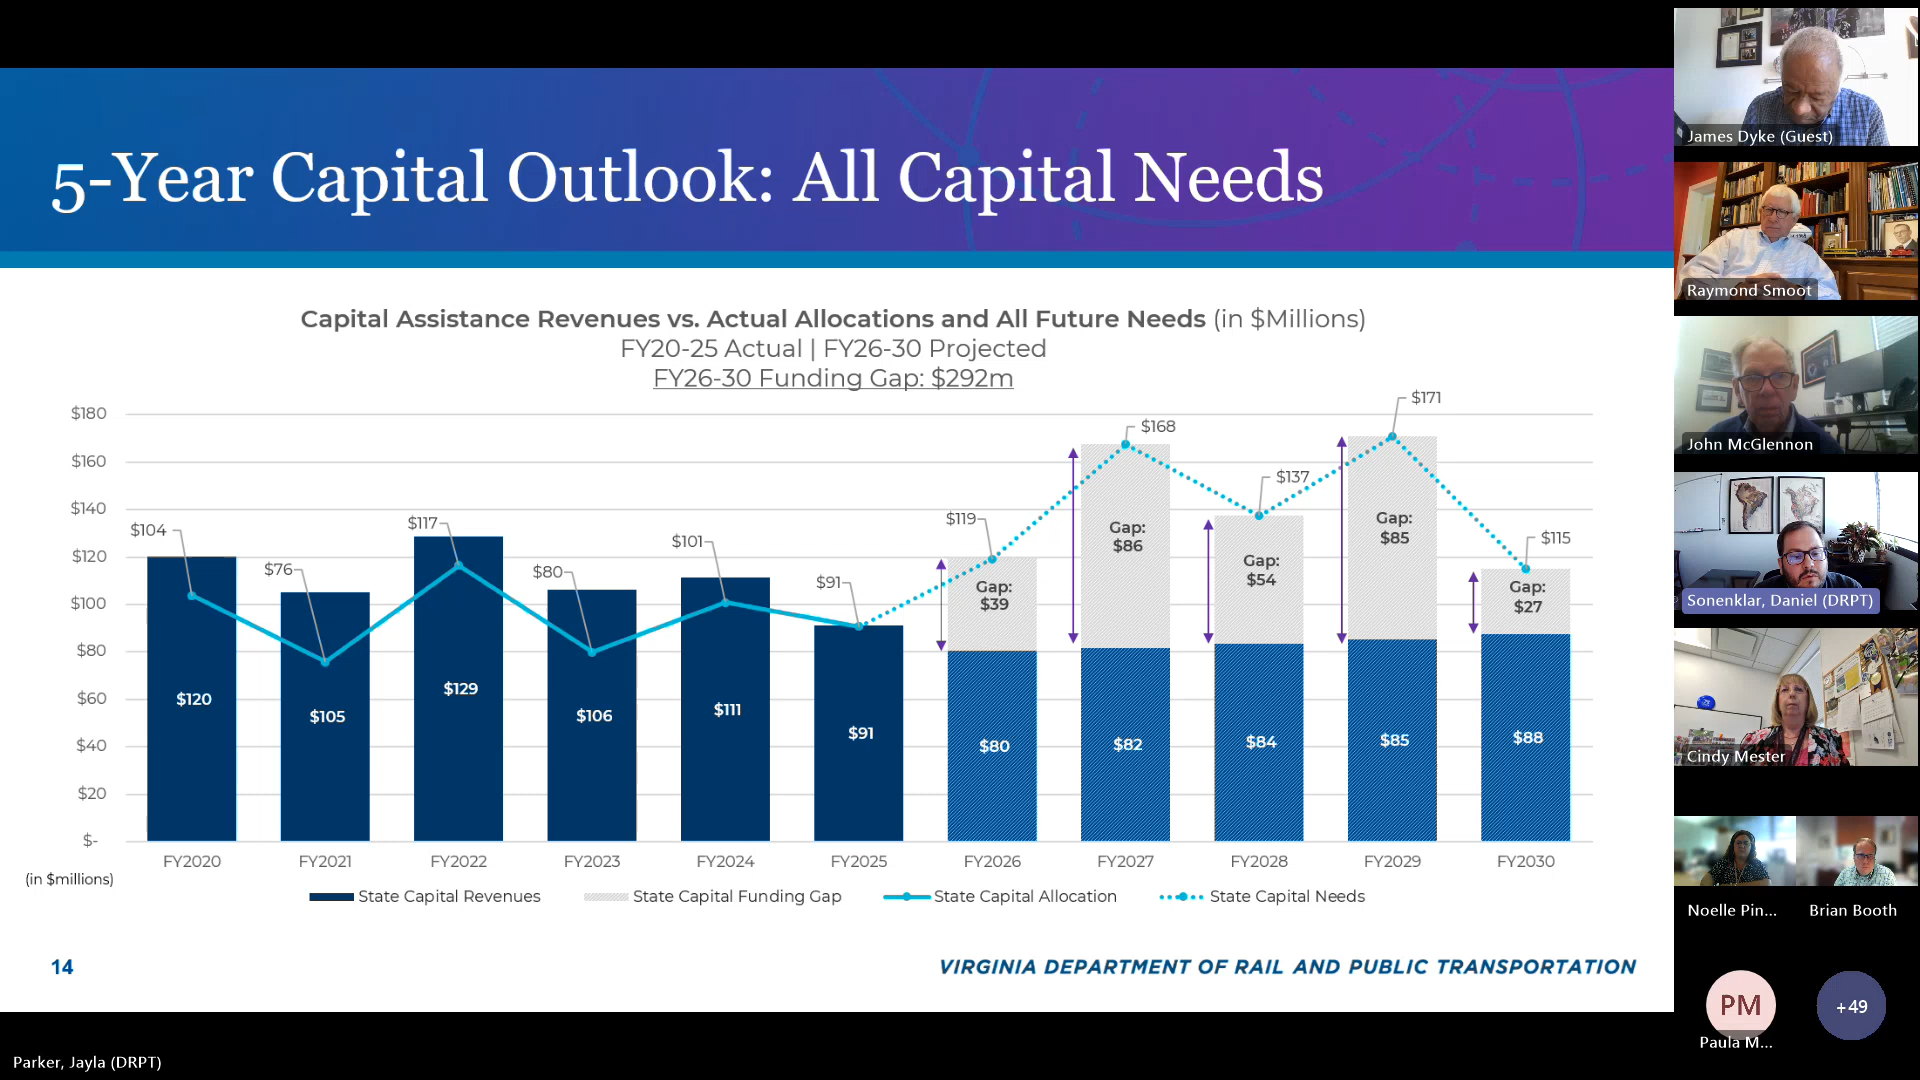 5-Year Capital Outlook: All Capital Needs
Capital Assistance Revenues vs. Actual Allocations and All Future Needs (in $Millions)
FY20-25 Actual | FY26-30 Projected
FY26-30 Funding Gap: $292m
$180
$160
$140
$120
$100
$80
$60
$40
$20
$-
(in $millions)
$104
$76
$117
$80
$101
$91
$119
$168
$137
$171
$115
Gap:
$39
Gap:
$86
Gap:
$54
Gap:
$85
Gap:
$27
$120
$105
$129
$106
$111
$91
$80
$82
$84
$85
$88
FY2020 FY2021 FY2022 FY2023 FY2024 FY2025 FY2026 FY2027 FY2028 FY2029 FY2030
State Capital Revenues State Capital Funding Gap State Capital Allocation State Capital Needs
14
VIRGINIA DEPARTMENT OF RAIL AND PUBLIC TRANSPORTATION
Parker, Jayla (DRPT)
James Dyke (Guest)
Raymond Smoot
John McGlennon
Sonenklar, Daniel (DRPT)
Cindy Mester
Noelle Pin... Brian Booth
PM +49
Paula M...